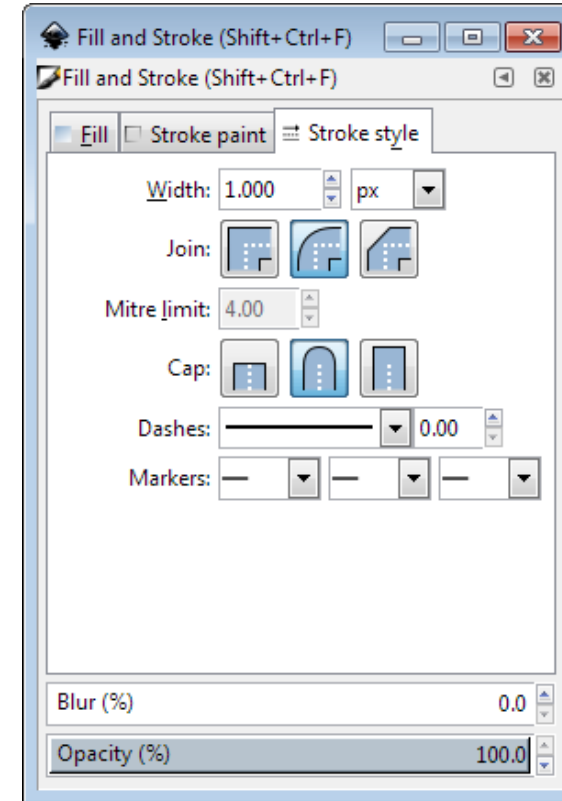 Fill and Stroke (Shift+Ctrl+F)
Fill and Stroke (Shift+Ctrl+F)
Fill Stroke paint Stroke style
Width: 1.000 px
Join:
Mitre limit: 4.00
Cap:
Dashes: 0.00
Markers:
Blur (%) 0.0
Opacity (%) 100.0